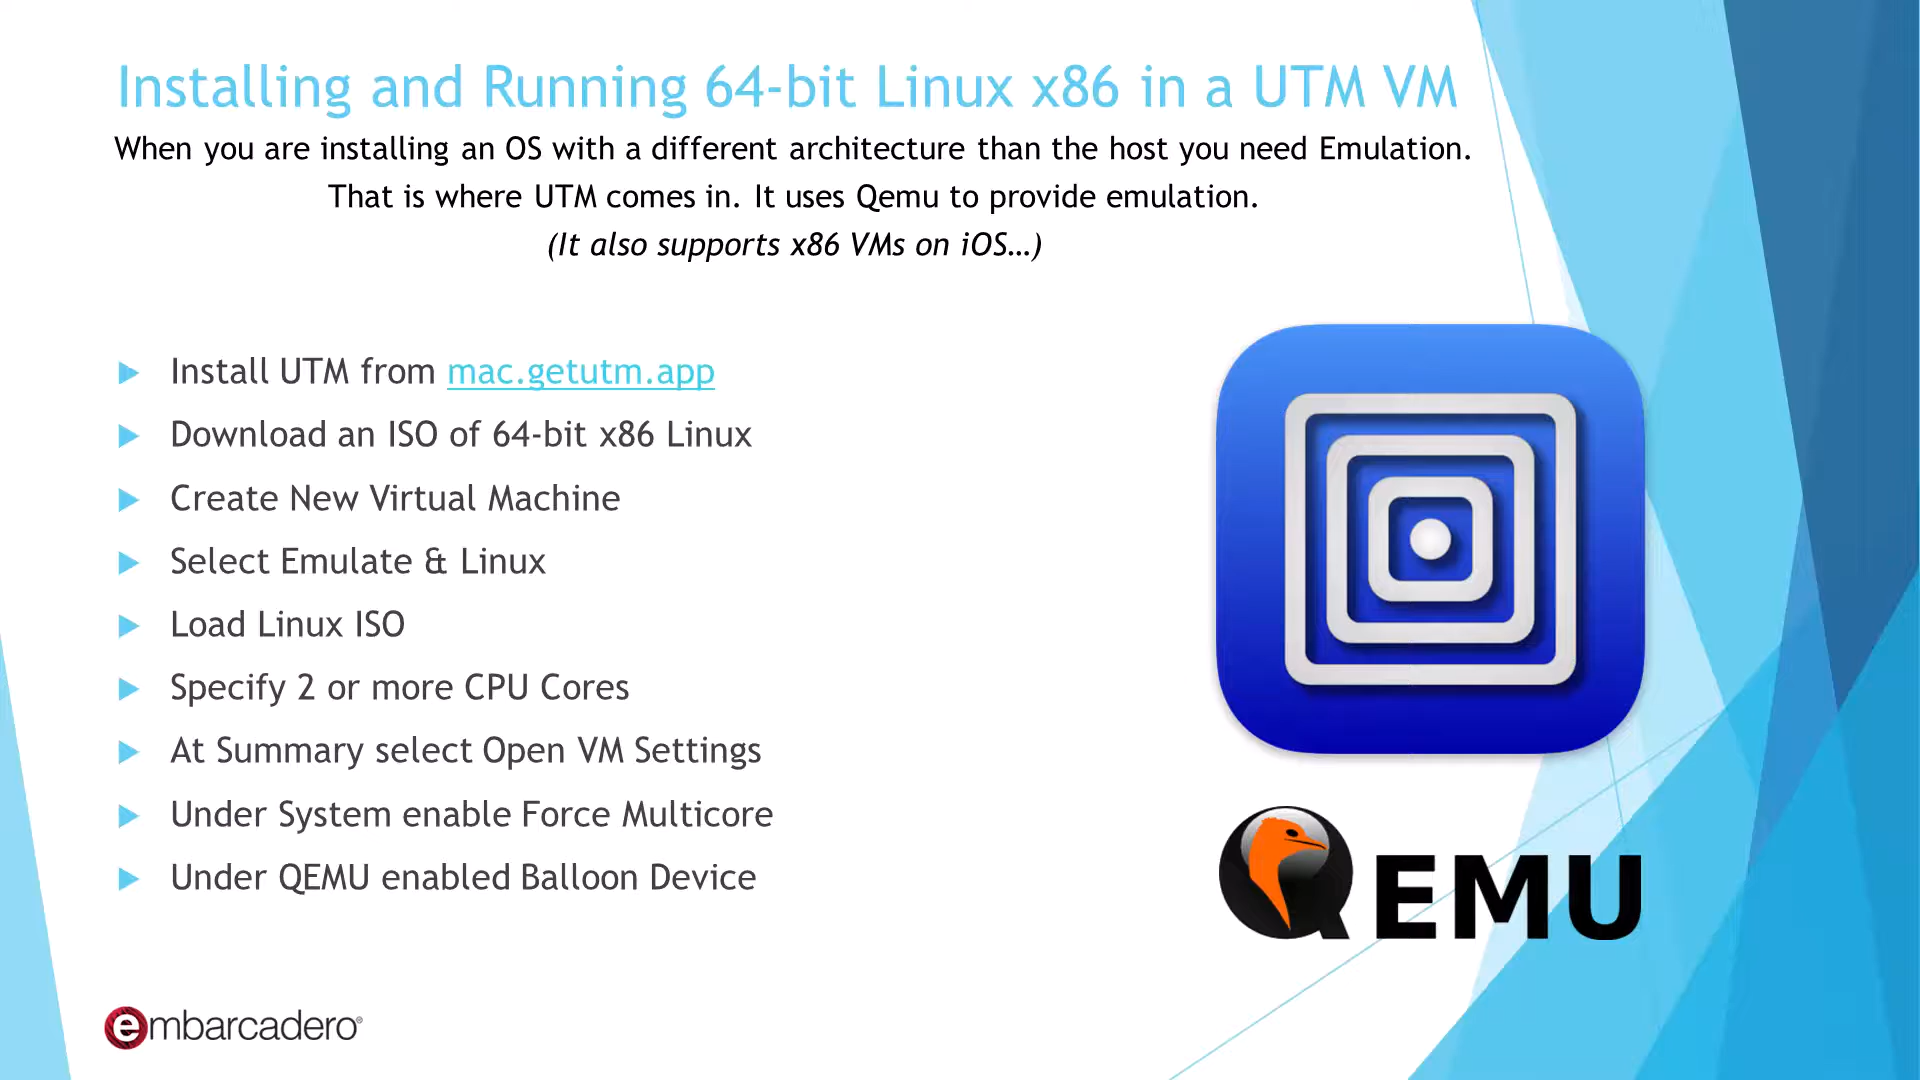 Installing and Running 64-bit Linux x86 in a UTM VM
When you are installing an OS with a different architecture than the host you need Emulation.
That is where UTM comes in. It uses Qemu to provide emulation.
(It also supports x86 VMs on iOS…)
Install UTM from mac.getutm.app
Download an ISO of 64-bit x86 Linux
Create New Virtual Machine
Select Emulate & Linux
Load Linux ISO
Specify 2 or more CPU Cores
At Summary select Open VM Settings
Under System enable Force Multicore
Under QEMU enabled Balloon Device
QEMU
embarcadero®